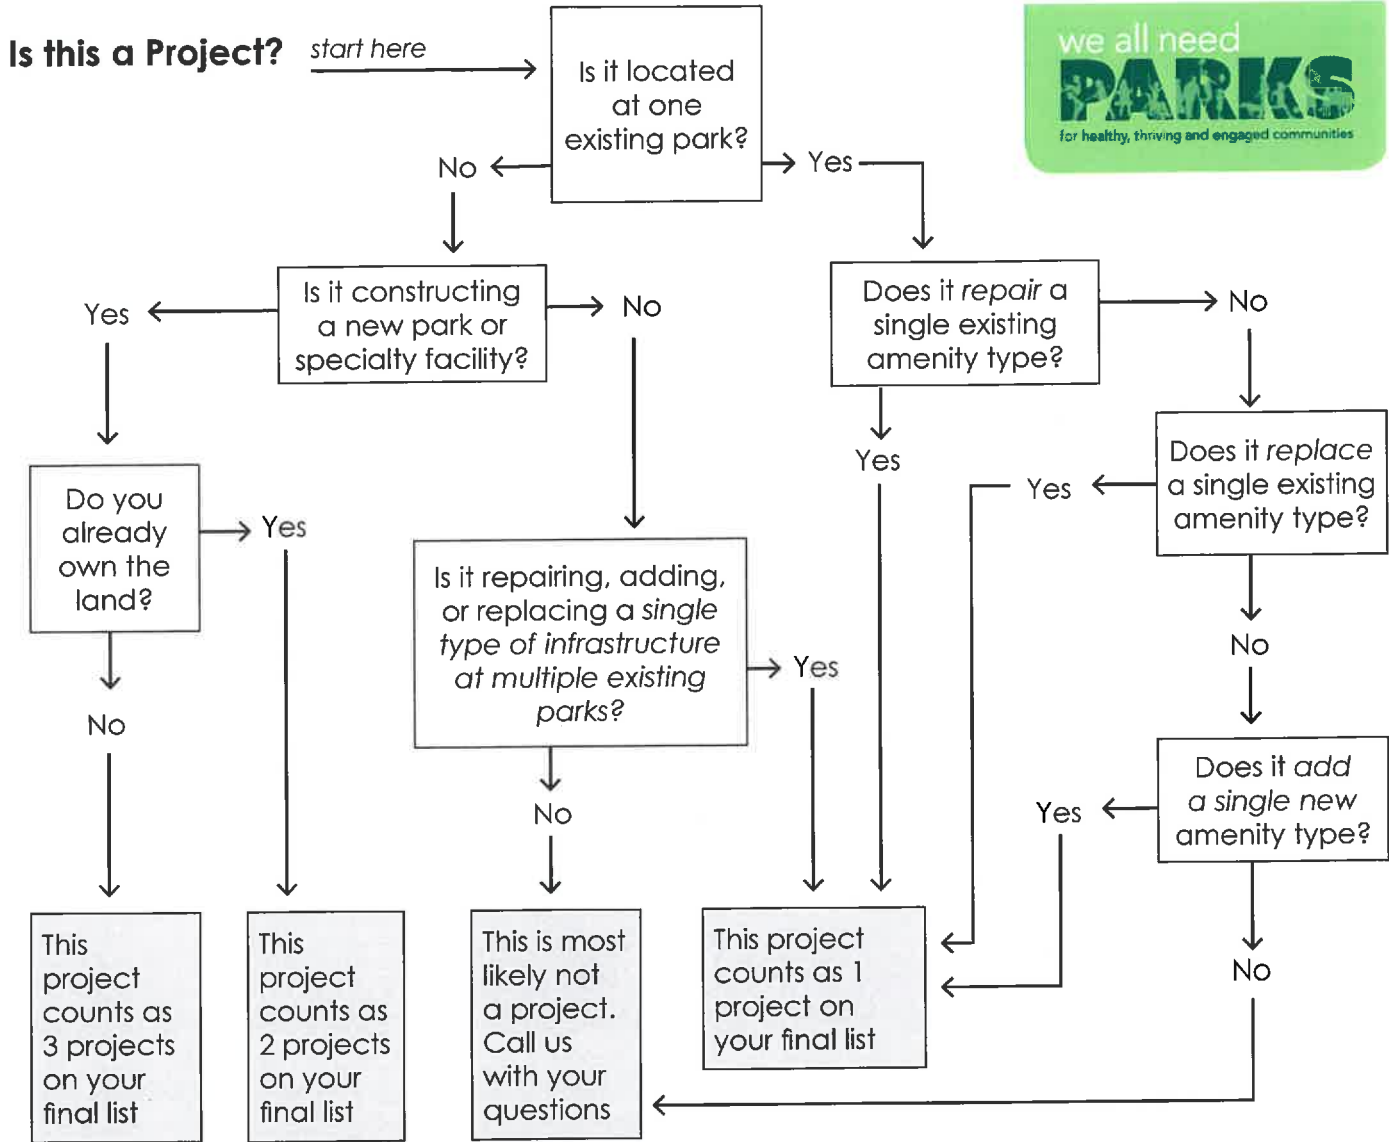 Is this a Project?
start here
Is it located
at one
existing park?
we all need
PARKS
for healthy, thriving and engaged communities
No
Yes
Is it constructing
a new park or
specialty facility?
Yes
No
Does it repair a
single existing
amenity type?
No
Yes
Do you
already
own the
land?
Yes
No
Is it repairing, adding,
or replacing a single
type of infrastructure
at multiple existing
parks?
Yes
No
Does it replace
a single existing
amenity type?
Yes
No
Does it add
a single new
amenity type?
Yes
No
This
project
counts as
3 projects
on your
final list
This
project
counts as
2 projects
on your
final list
This is most
likely not
a project.
Call us
with your
questions
This project
counts as 1
project on
your final list